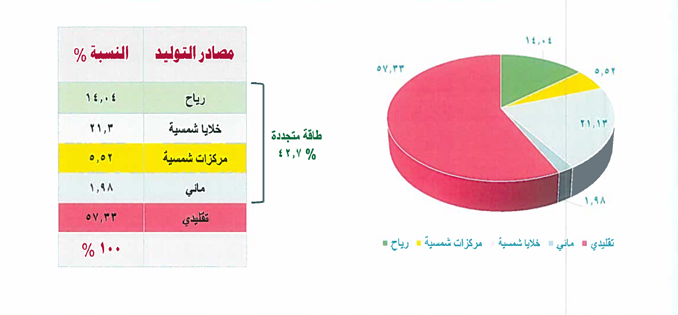 مصادر التوليد النسبة %
رياح ١٤,٠٤
خلايا شمسية ٢١,٣
مركزات شمسية ٥,٥٢
مائي ١,٩٨
تقليدي ٥٧,٣٣
١٠٠ %
طاقة متجددة
٤٢,٧ %
١٤,٠٤
٥,٥٢
٥٧,٣٣
٢١,١٣
١,٩٨
رياح مركزات شمسية خلايا شمسية مائي تقليدي